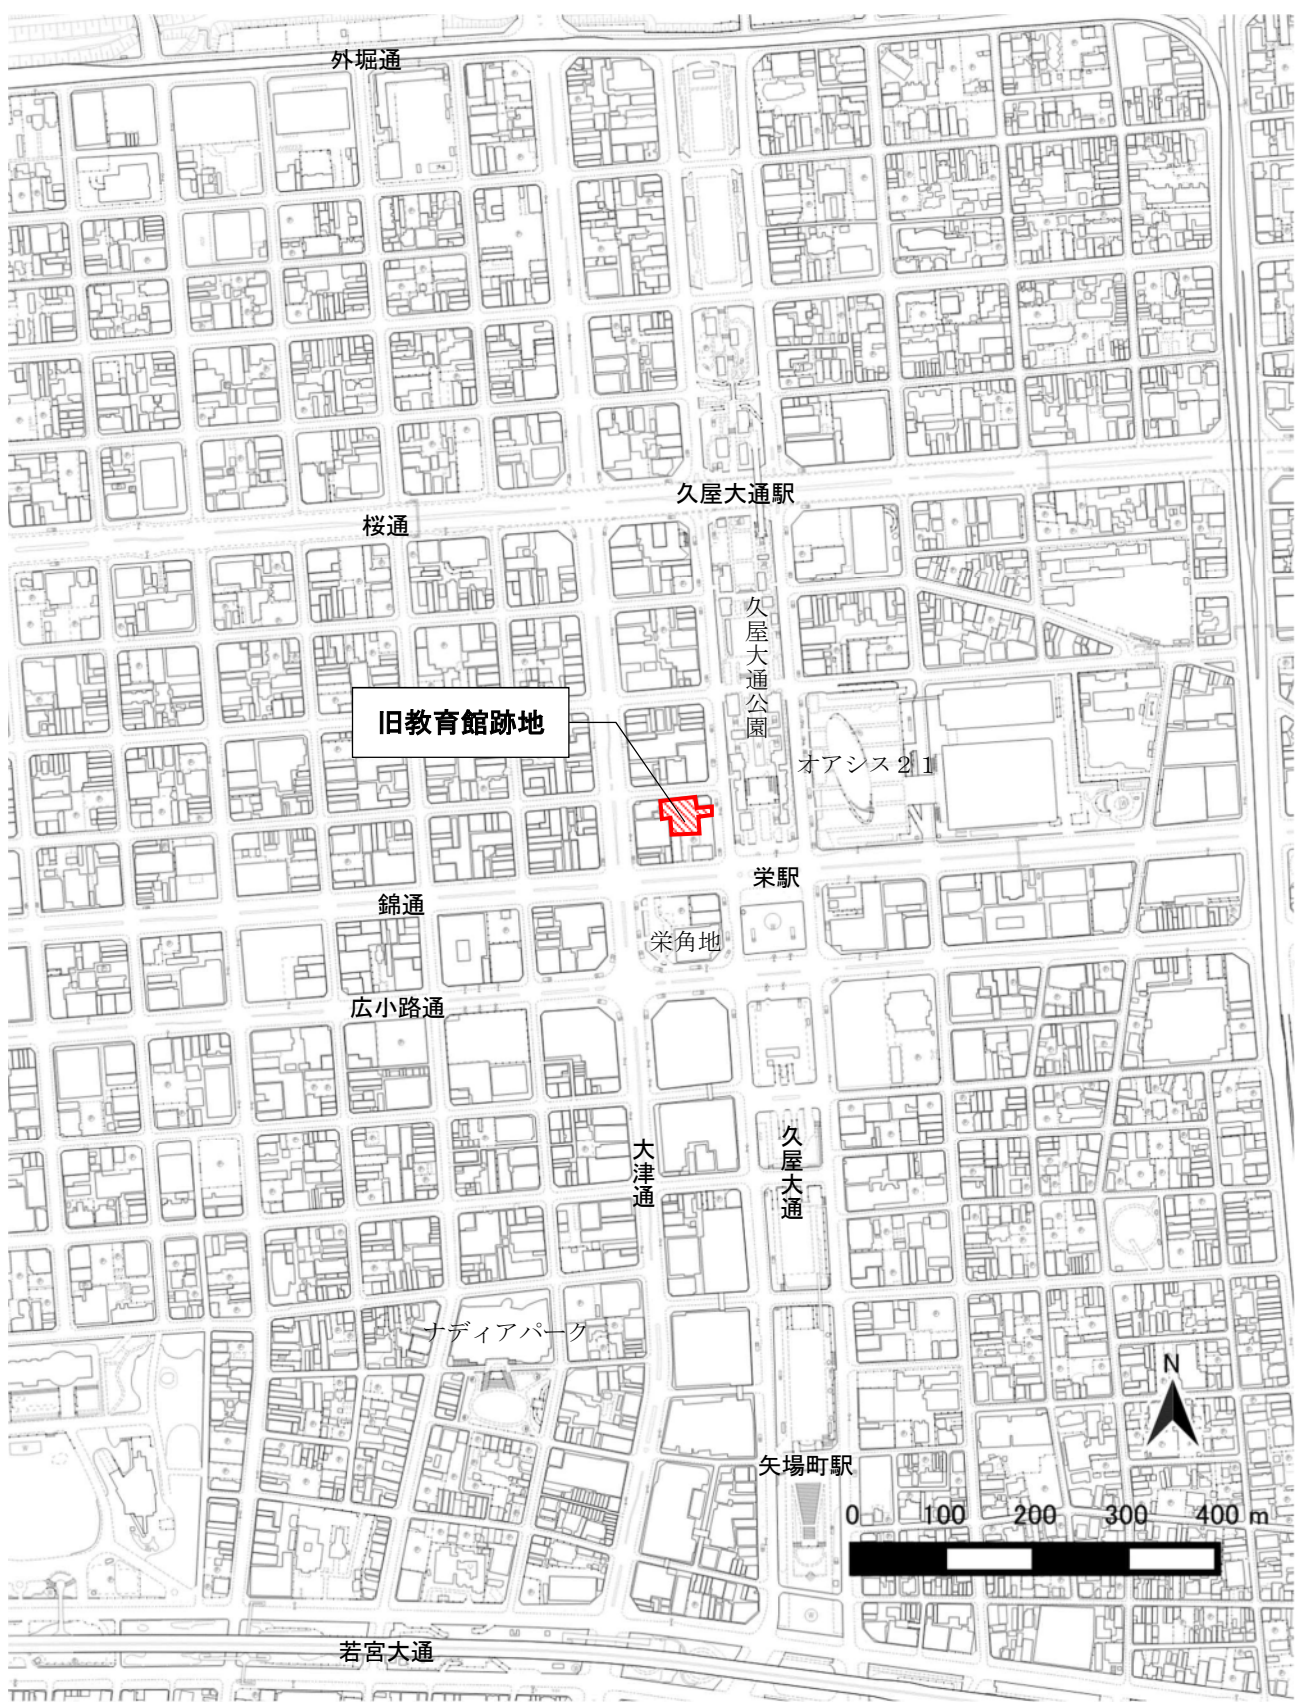 外堀通
久屋大通駅
桜通
久屋大通公園
旧教育館跡地
オアシス21
栄駅
錦通
栄角地
広小路通
大津通
久屋大通
ナディアパーク
N
矢場町駅
0 100 200 300 400 m
若宮大通